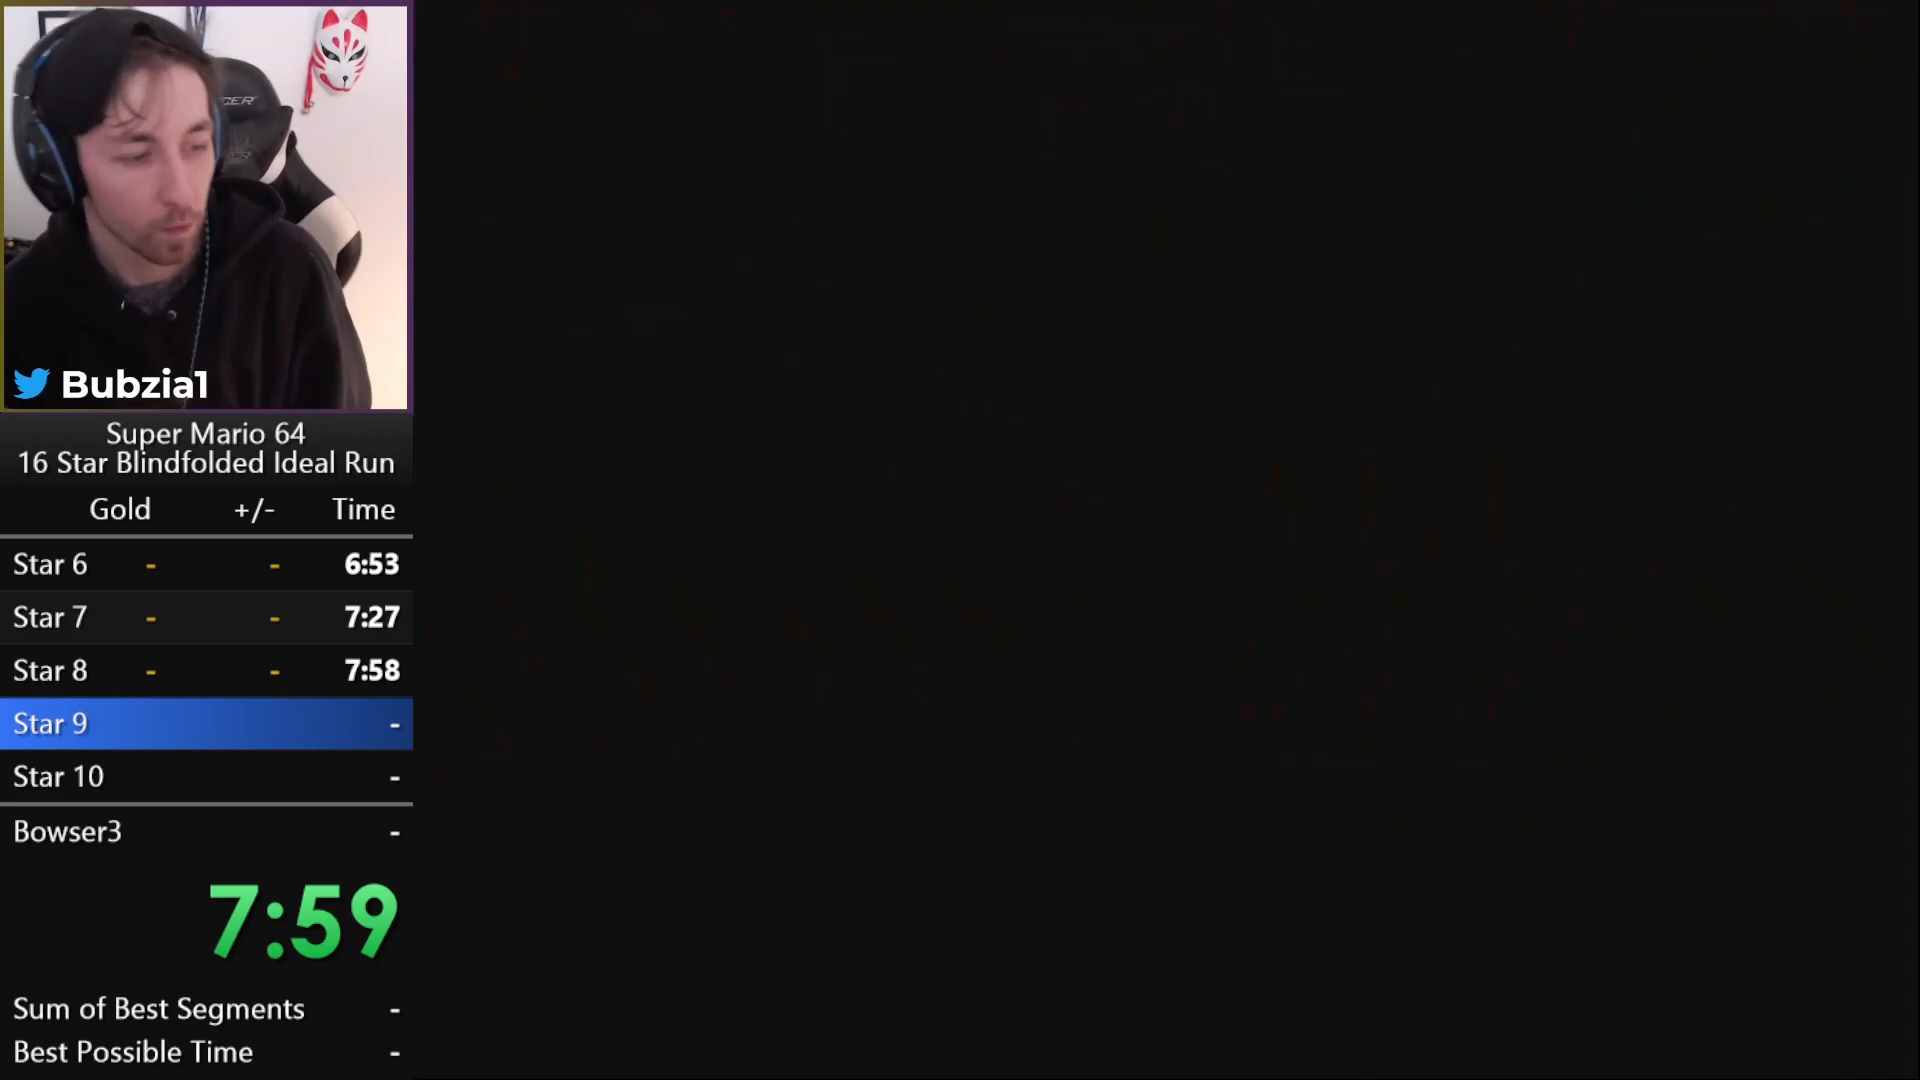 Bubzia1
Super Mario 64
16 Star Blindfolded Ideal Run
Gold +/- Time
Star 6 - - 6:53
Star 7 - - 7:27
Star 8 - - 7:58
Star 9 -
Star 10 -
Bowser3 -
7:59
Sum of Best Segments -
Best Possible Time -